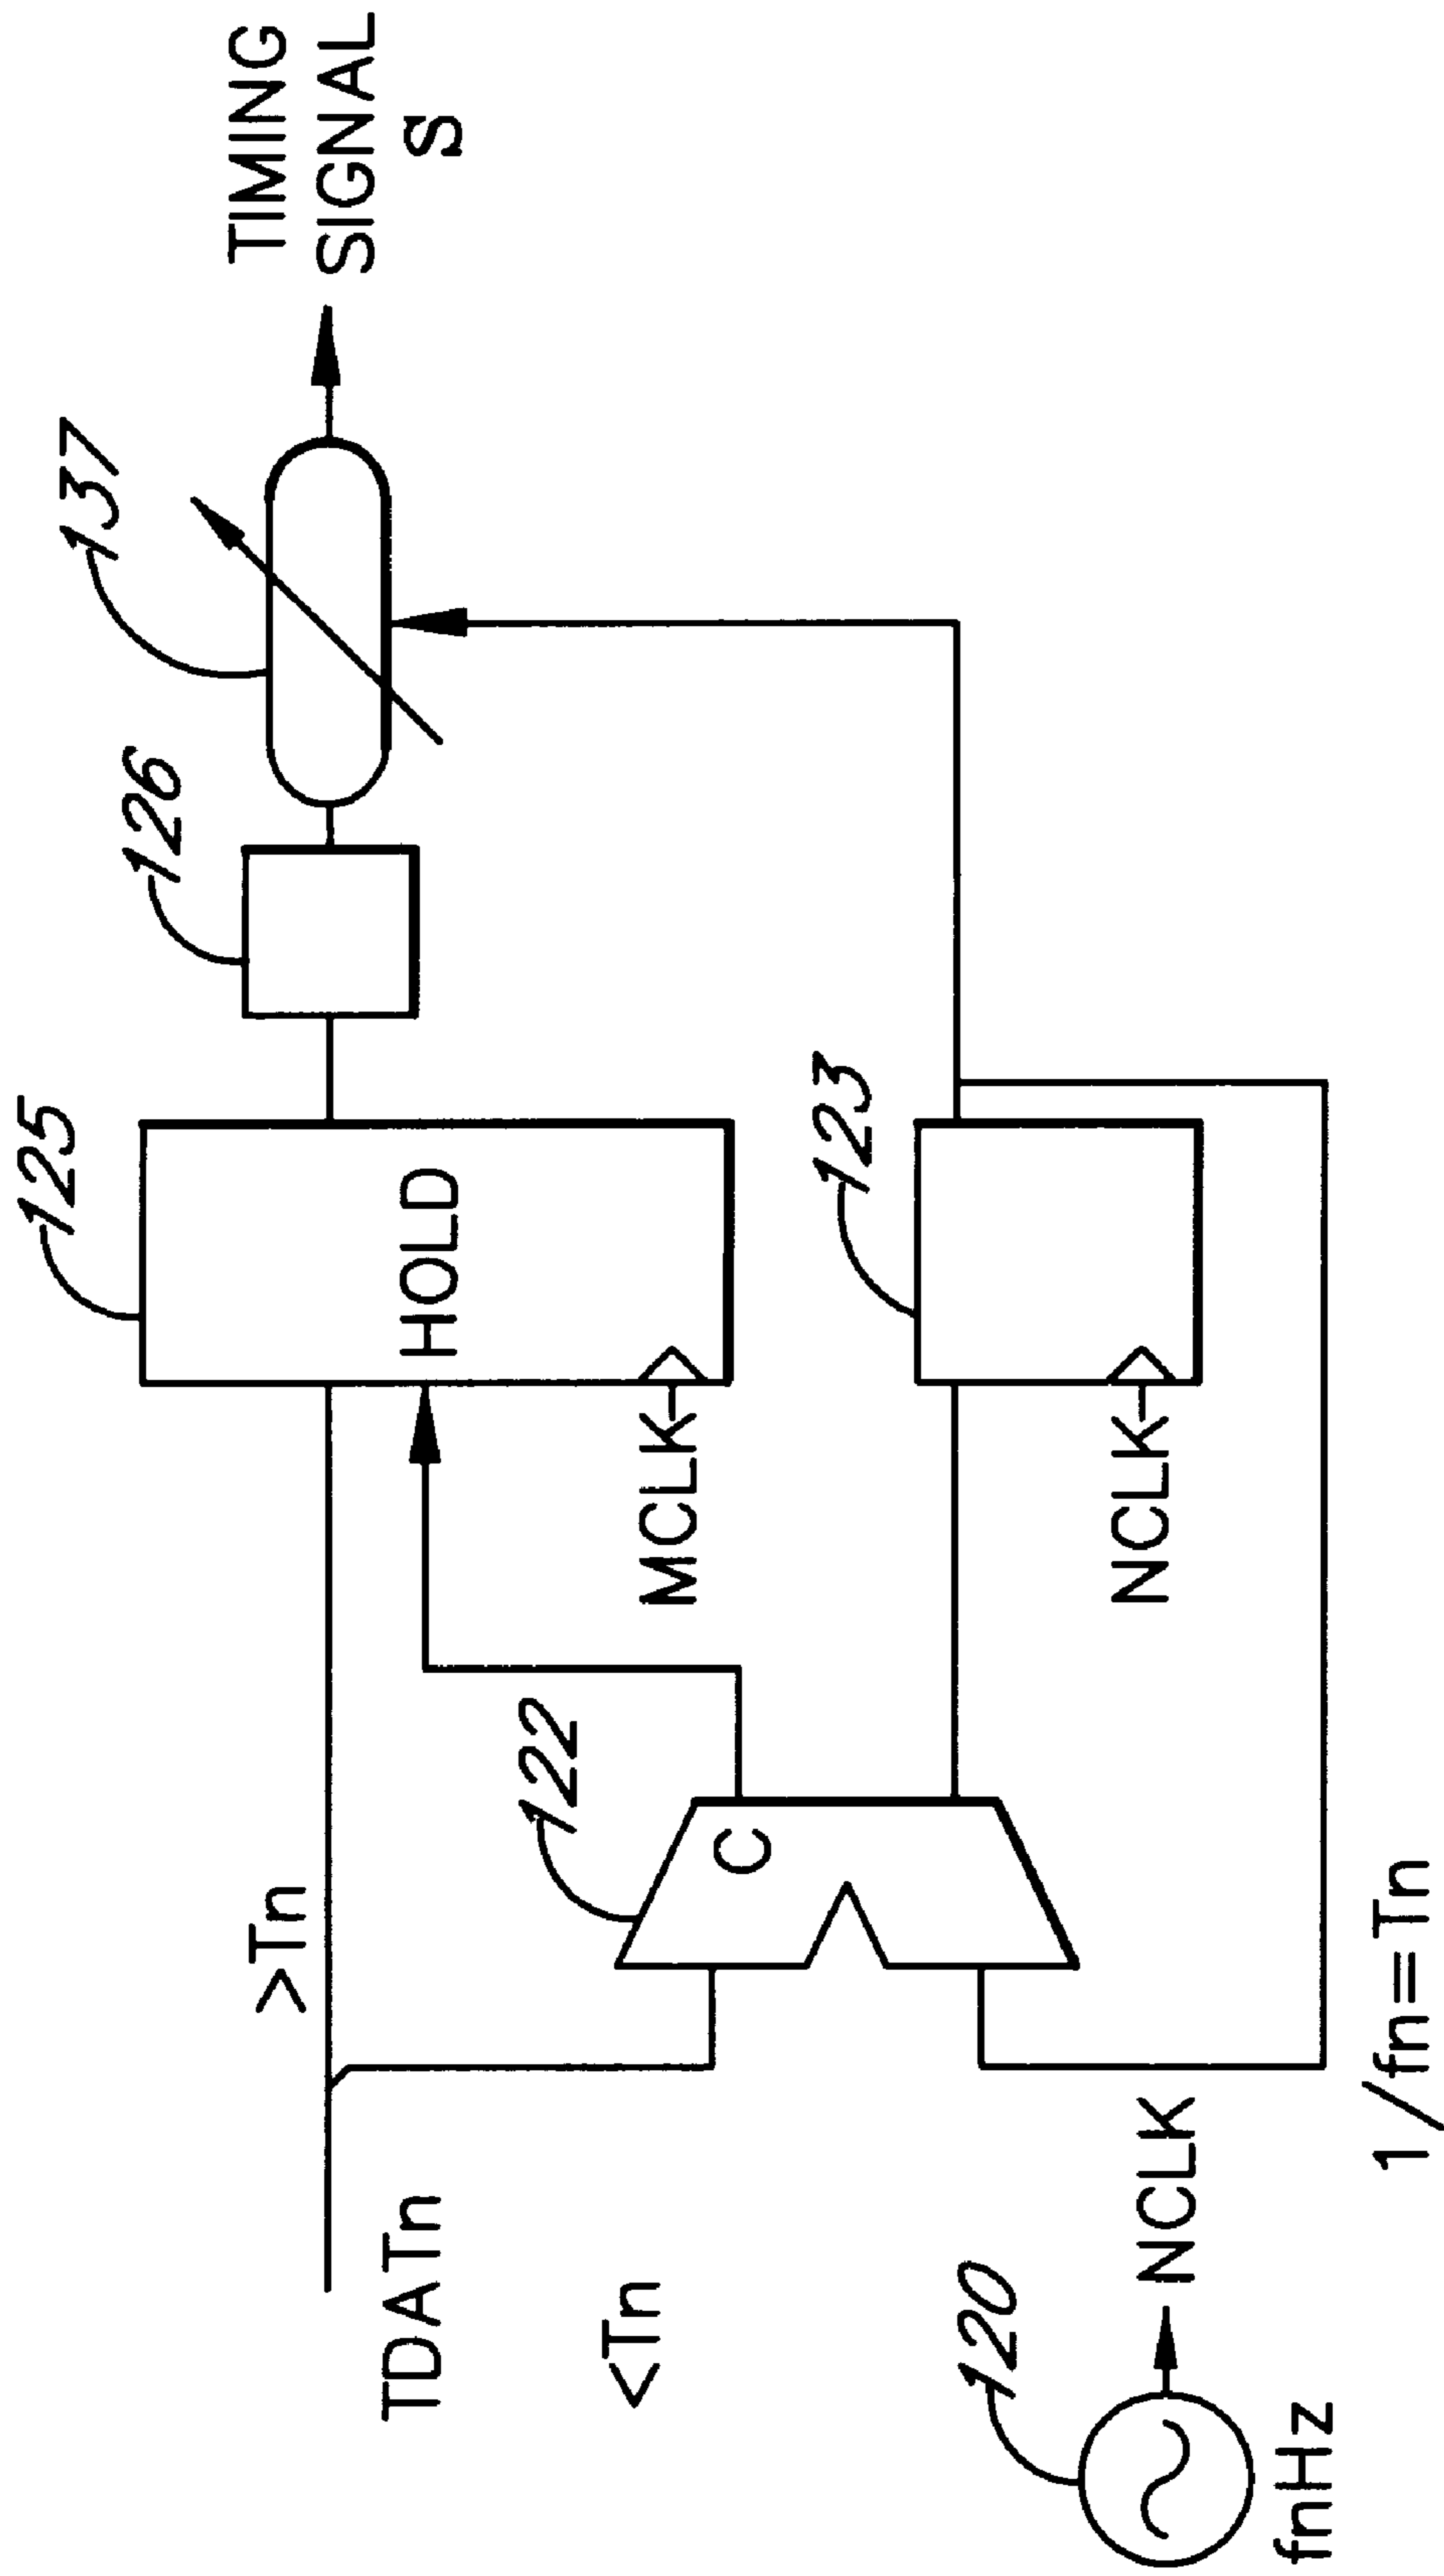 TIMING
SIGNAL
S
137
126
125
HOLD
123
MCLK
NCLK
122
C
>Tn
TDATn
<Tn
120
NCLK
fnHz
1/fn=Tn